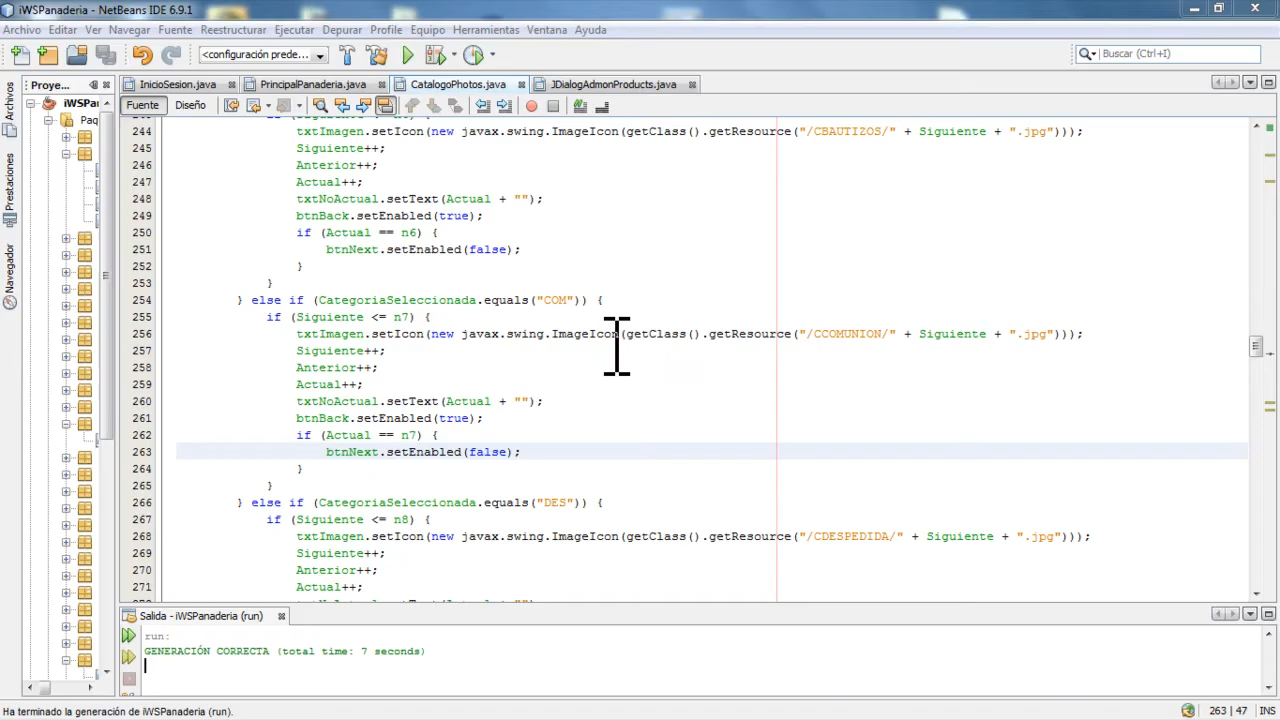 iWSPanaderia - NetBeans IDE 6.9.1
Archivo Editar Ver Navegar Fuente Reestructurar Ejecutar Depurar Profile Equipo Herramientas Ventana Ayuda
<configuración prede... Buscar (Ctrl+I)
Proye... InicioSesion.java PrincipalPanaderia.java CatalogoPhotos.java JDialogAdmonProducts.java
Archivos
Prestaciones
Navegador
iWSPan
Paq
Fuente Diseño
244 txtImagen.setIcon(new javax.swing.ImageIcon(getClass().getResource("/CBAUTIZOS/" + Siguiente + ".jpg")));
245 Siguiente++;
246 Anterior++;
247 Actual++;
248 txtNoActual.setText(Actual + "");
249 btnBack.setEnabled(true);
250 if (Actual == n6) {
251 btnNext.setEnabled(false);
252 }
253 }
254 } else if (CategoriaSeleccionada.equals("COM")) {
255 if (Siguiente <= n7) {
256 txtImagen.setIcon(new javax.swing.ImageIcon(getClass().getResource("/CCOMUNION/" + Siguiente + ".jpg")));
257 Siguiente++;
258 Anterior++;
259 Actual++;
260 txtNoActual.setText(Actual + "");
261 btnBack.setEnabled(true);
262 if (Actual == n7) {
263 btnNext.setEnabled(false);
264 }
265 }
266 } else if (CategoriaSeleccionada.equals("DES")) {
267 if (Siguiente <= n8) {
268 txtImagen.setIcon(new javax.swing.ImageIcon(getClass().getResource("/CDESPEDIDA/" + Siguiente + ".jpg")));
269 Siguiente++;
270 Anterior++;
271 Actual++;
Salida - iWSPanaderia (run)
run:
GENERACIÓN CORRECTA (total time: 7 seconds)
Ha terminado la generación de iWSPanaderia (run). 263 | 47 INS